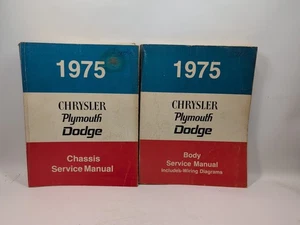 1975
CHRYSLER
Plymouth
Dodge
Chassis
Service Manual
1975
CHRYSLER
Plymouth
Dodge
Body
Service Manual
Includes Wiring Diagrams